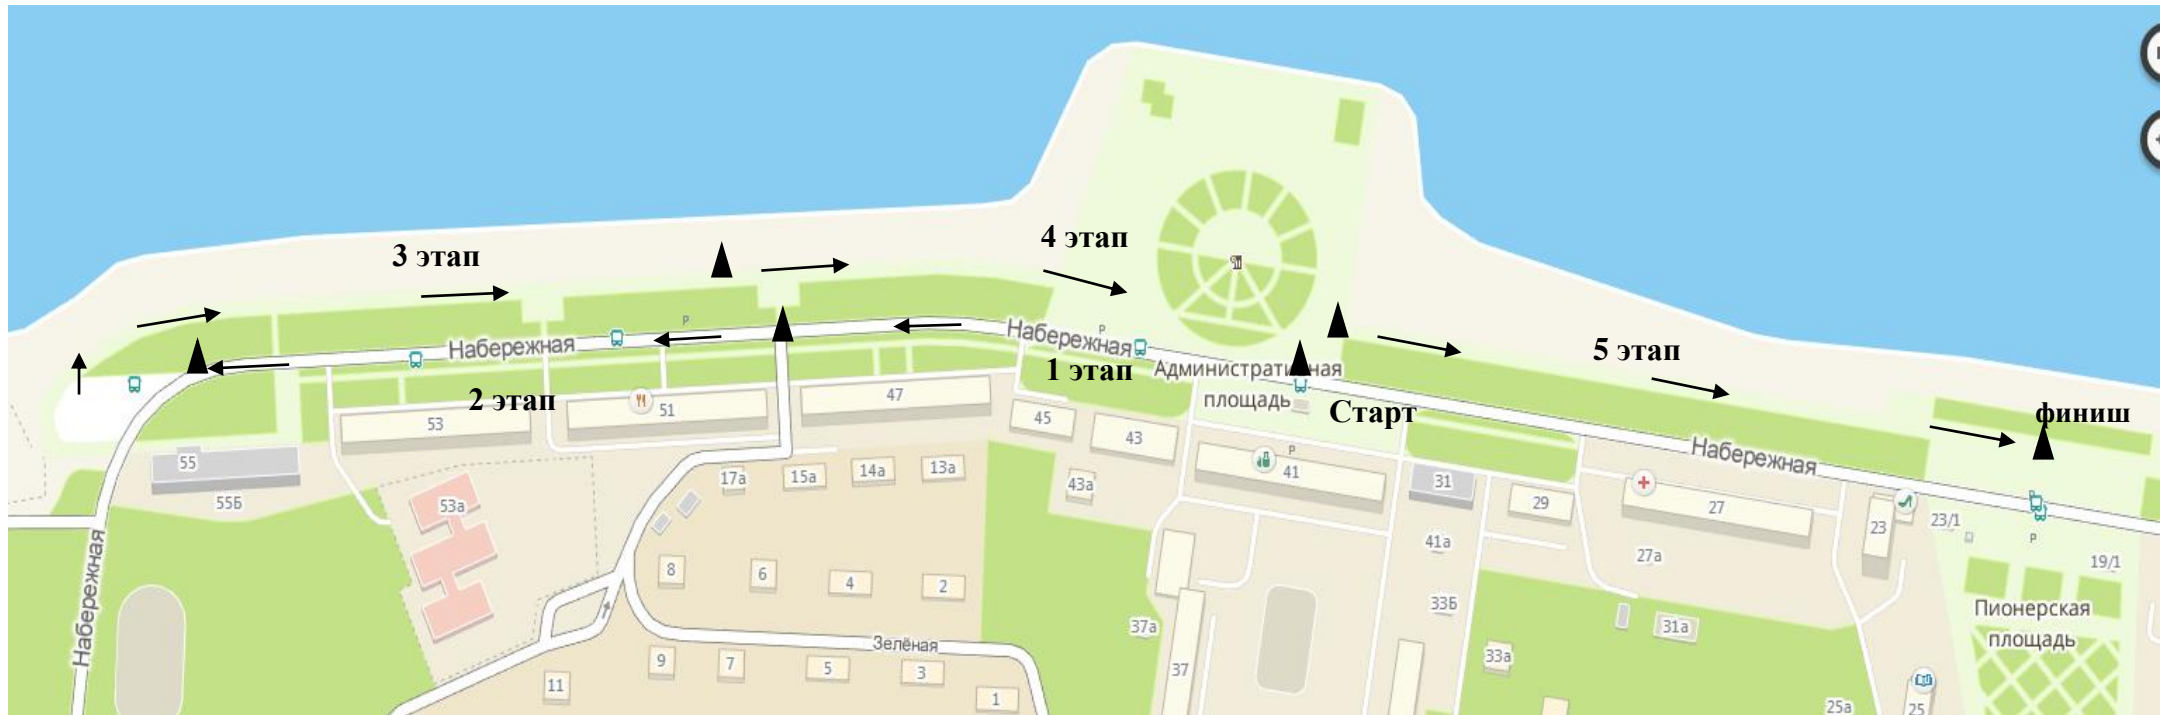 4 этап
3 этап
P
Набережная
P
Набережная
5 этап
1 этап
Административная
площадь
Старт
финиш
2 этап
47
51
53
45
43
Набережная
P
41
55
55Б
53а
17а
15а
14а
13а
43а
31
29
27
23
23/1
P
19/1
41а
27а
Набережная
8
6
4
2
33Б
37а
31а
Пионерская
площадь
Зелёная
9
7
5
3
11
1
37
33а
25
25а